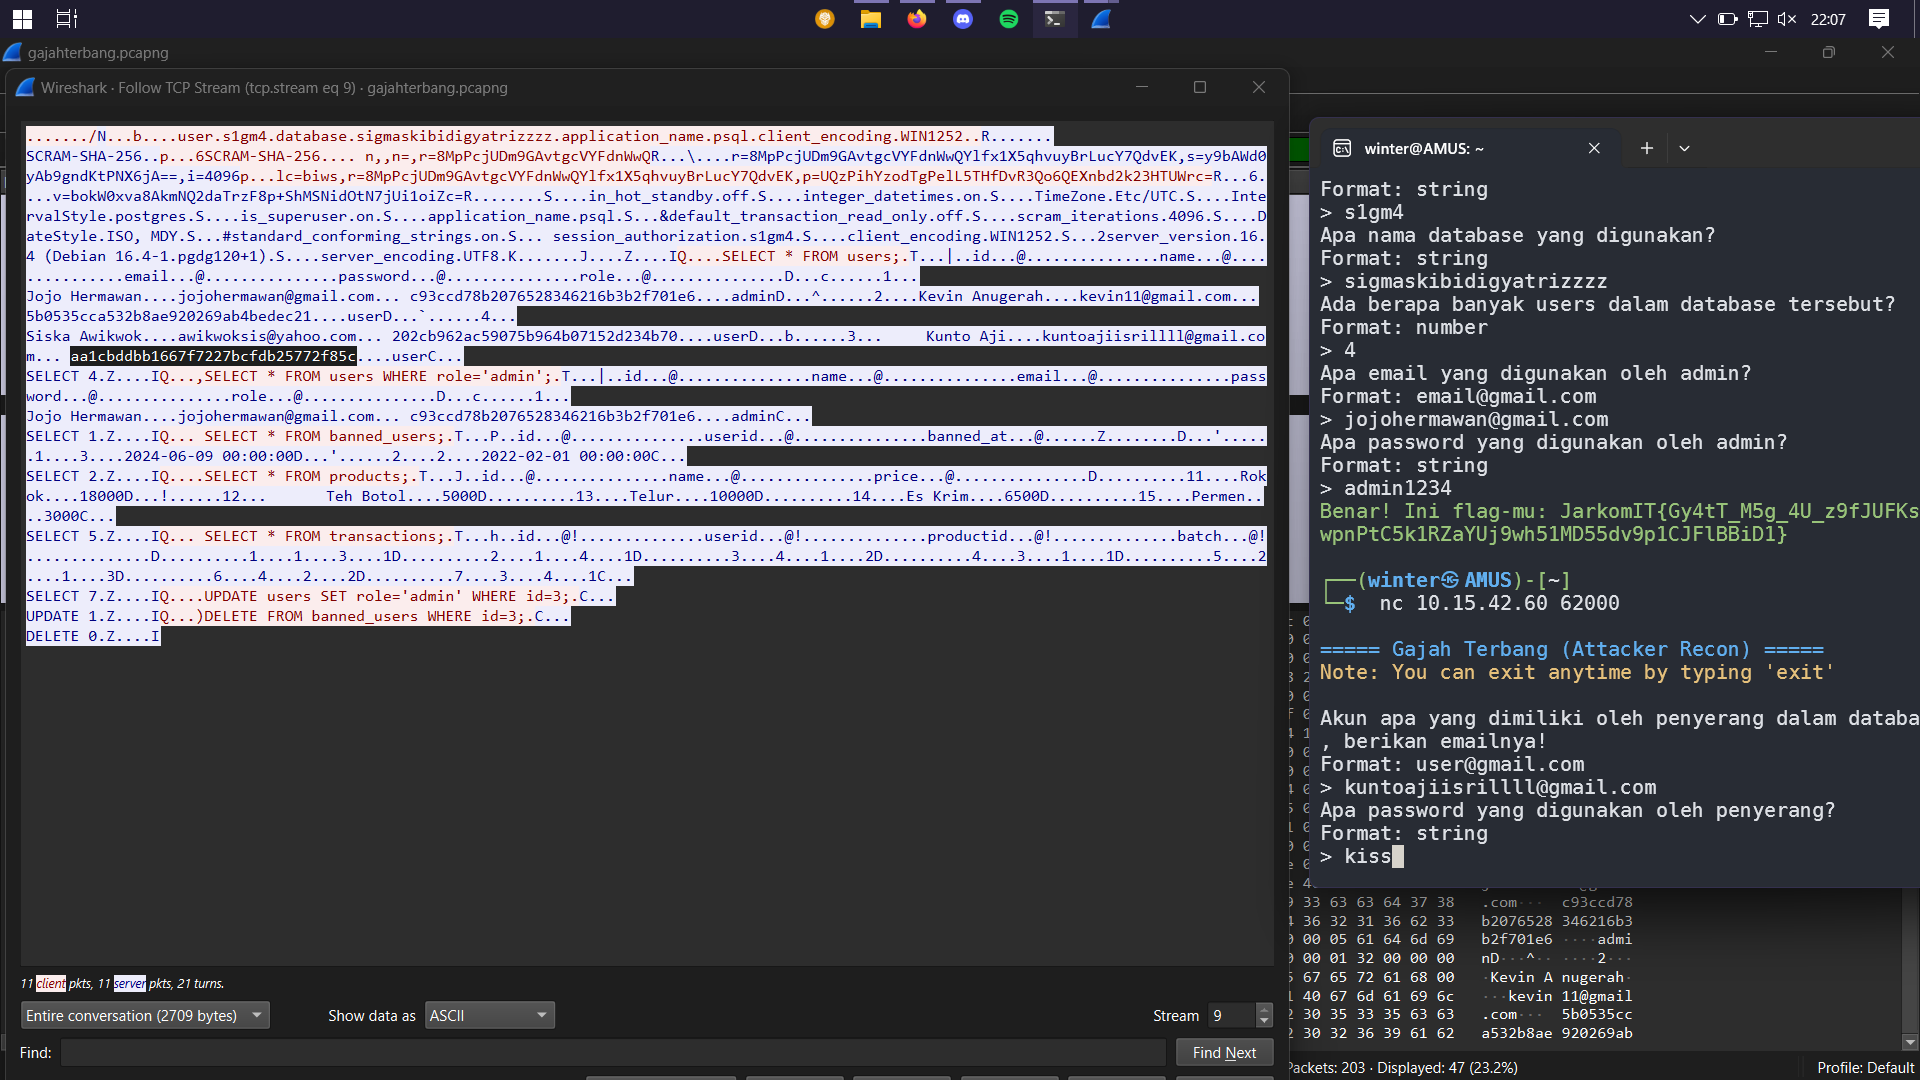 22:07
gajahterbang.pcapng
Wireshark · Follow TCP Stream (tcp.stream eq 9) · gajahterbang.pcapng
......./N...b....user.s1gm4.database.sigmaskibidigyatrizzzz.application_name.psql.client_encoding.WIN1252..R.......
SCRAM-SHA-256..p...6SCRAM-SHA-256.... n,,n=,r=8MpPcjUDm9GAvtgcVYFdnWwQR...\....r=8MpPcjUDm9GAvtgcVYFdnWwQYlfx1X5qhvuyBrLucY7QdvEK,s=y9bAWd0
yAb9gndKtPNX6jA==,i=4096p...lc=biws,r=8MpPcjUDm9GAvtgcVYFdnWwQYlfx1X5qhvuyBrLucY7QdvEK,p=UQzPihYzodTgPelL5THfDvR3Qo6QEXnbd2k23HTUWrc=R...6.
...v=bokW0xva8AkmNQ2daTrzF8p+ShMSNidOtN7jUi1oiZc=R........S....in_hot_standby.off.S....integer_datetimes.on.S....TimeZone.Etc/UTC.S....Inte
rvalStyle.postgres.S....is_superuser.on.S....application_name.psql.S...&default_transaction_read_only.off.S....scram_iterations.4096.S....D
ateStyle.ISO, MDY.S...#standard_conforming_strings.on.S... session_authorization.s1gm4.S....client_encoding.WIN1252.S...2server_version.16.
4 (Debian 16.4-1.pgdg120+1).S....server_encoding.UTF8.K.......J....Z....IQ....SELECT * FROM users;.T...|..id...@...............name...@....
...........email...@...............password...@...............role...@...............D...c......1...
Jojo Hermawan....jojohermawan@gmail.com... c93ccd78b2076528346216b3b2f701e6....adminD...^......2....Kevin Anugerah....kevin11@gmail.com...
5b0535cca532b8ae920269ab4bedec21....userD...`......4...
Siska Awikwok....awikwoksis@yahoo.com... 202cb962ac59075b964b07152d234b70....userD...b......3...	Kunto Aji....kuntoajiisrillll@gmail.co
m... aa1cbddbb1667f7227bcfdb25772f85c....userC...
SELECT 4.Z....IQ...,SELECT * FROM users WHERE role='admin';.T...|..id...@...............name...@...............email...@...............pass
word...@...............role...@...............D...c......1...
Jojo Hermawan....jojohermawan@gmail.com... c93ccd78b2076528346216b3b2f701e6....adminC...
SELECT 1.Z....IQ... SELECT * FROM banned_users;.T...P..id...@...............userid...@...............banned_at...@......Z........D...'.....
.1....3....2024-06-09 00:00:00D...'......2....2....2022-02-01 00:00:00C...
SELECT 2.Z....IQ....SELECT * FROM products;.T...J..id...@...............name...@...............price...@...............D.........11....Rok
ok....18000D...!......12...	Teh Botol....5000D..........13....Telur....10000D..........14....Es Krim....6500D..........15....Permen..
..3000C...
SELECT 5.Z....IQ... SELECT * FROM transactions;.T...h..id...@!...............userid...@!...............productid...@!...............batch...@!
...............D..........1....1....3....1D..........2....1....4....1D..........3....4....1....2D..........4....3....1....1D..........5....2
....1....3D..........6....4....2....2D..........7....3....4....1C...
SELECT 7.Z....IQ....UPDATE users SET role='admin' WHERE id=3;.C...
UPDATE 1.Z....IQ...)DELETE FROM banned_users WHERE id=3;.C...
DELETE 0.Z....I
11 client pkts, 11 server pkts, 21 turns.
Entire conversation (2709 bytes)
Show data as
ASCII
Stream
9
Find:
Find Next
winter@AMUS: ~
Format: string
> s1gm4
Apa nama database yang digunakan?
Format: string
> sigmaskibidigyatrizzzz
Ada berapa banyak users dalam database tersebut?
Format: number
> 4
Apa email yang digunakan oleh admin?
Format: email@gmail.com
> jojohermawan@gmail.com
Apa password yang digunakan oleh admin?
Format: string
> admin1234
Benar! Ini flag-mu: JarkomIT{Gy4tT_M5g_4U_z9fJUFKs
wpnPtC5k1RZaYUj9wh51MD55dv9p1CJFlBBiD1}
(winter㉿AMUS)-[~]
$ nc 10.15.42.60 62000
===== Gajah Terbang (Attacker Recon) =====
Note: You can exit anytime by typing 'exit'
Akun apa yang dimiliki oleh penyerang dalam databa
, berikan emailnya!
Format: user@gmail.com
> kuntoajiisrillll@gmail.com
Apa password yang digunakan oleh penyerang?
Format: string
> kiss
33 63 63 64 37 38 .com··· c93ccd78
36 32 31 36 62 33 b2076528 346216b3
00 05 61 64 6d 69 b2f701e6 ····admi
00 01 32 00 00 00 nD···^·· ····2···
67 65 72 61 68 00 ·Kevin A nugerah·
40 67 6d 61 69 6c ···kevin 11@gmail
30 35 33 35 63 63 .com··· 5b0535cc
30 32 36 39 61 62 a532b8ae 920269ab
Packets: 203 · Displayed: 47 (23.2%)
Profile: Default